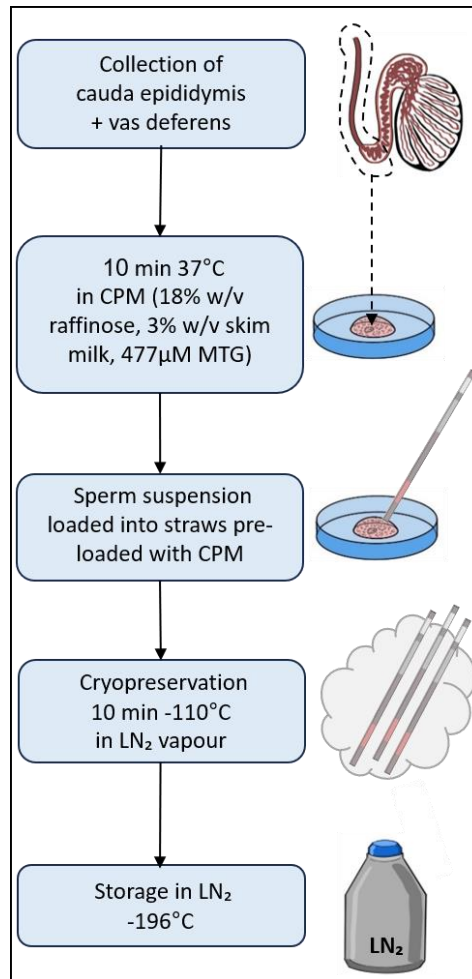 Collection of
cauda epididymis
+ vas deferens
10 min 37°C
in CPM (18% w/v
raffinose, 3% w/v skim
milk, 477µM MTG)
Sperm suspension
loaded into straws pre-
loaded with CPM
Cryopreservation
10 min -110°C
in LN₂ vapour
Storage in LN₂
-196°C
LN₂